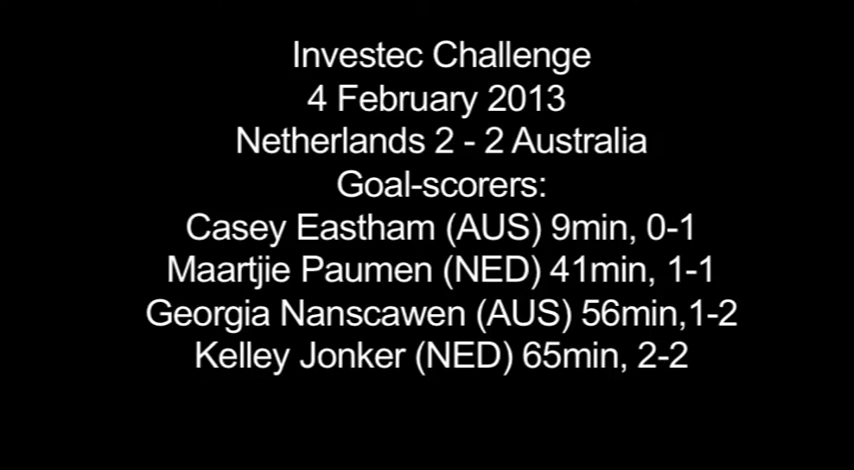 Investec Challenge
4 February 2013
Netherlands 2 - 2 Australia
Goal-scorers:
Casey Eastham (AUS) 9min, 0-1
Maartjie Paumen (NED) 41min, 1-1
Georgia Nanscawen (AUS) 56min,1-2
Kelley Jonker (NED) 65min, 2-2